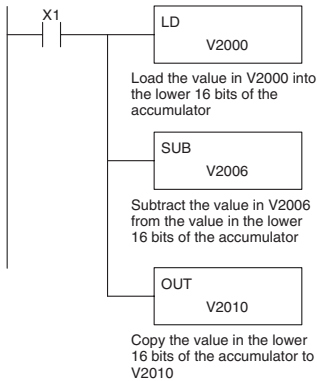 X1
LD
V2000
Load the value in V2000 into
the lower 16 bits of the
accumulator
SUB
V2006
Subtract the value in V2006
from the value in the lower
16 bits of the accumulator
OUT
V2010
Copy the value in the lower
16 bits of the accumulator to
V2010